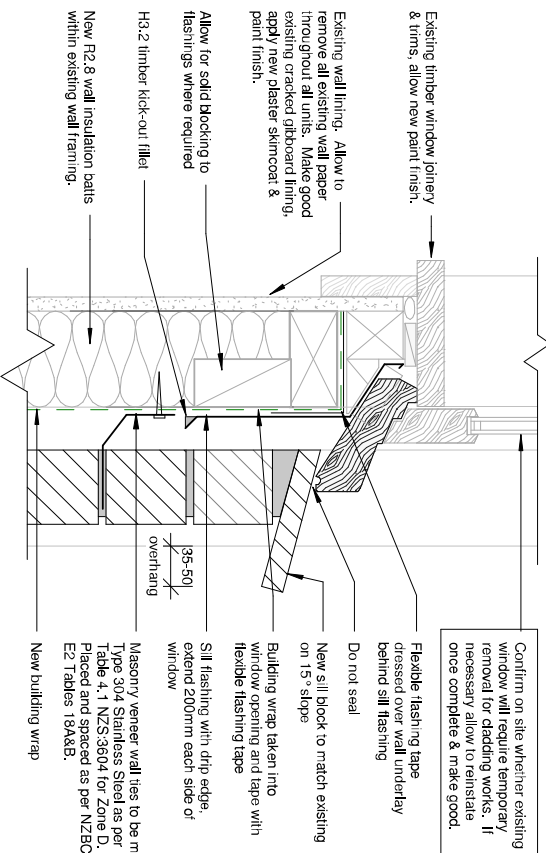 Existing timber window joinery
& trims, allow new paint finish.
Existing wall lining. Allow to
remove all existing wall paper
throughout all units. Make good
existing cracked gibboard lining,
apply new plaster skimcoat &
paint finish.
Allow for solid blocking to
flashings where required
H3.2 timber kick-out fillet
New R2.8 wall insulation batts
within existing wall framing.
Confirm on site whether existing
window will require temporary
removal for cladding works. If
necessary allow to reinstate
once complete & make good.
Flexible flashing tape
dressed over wall underlay
behind sill flashing
Do not seal
New sill block to match existing
on 15° slope
Building wrap taken into
window opening and tape with
flexible flashing tape
Sill flashing with drip edge,
extend 200mm each side of
window
35-50
overhang
Masonry veneer wall ties to be m
Type 304 Stainless Steel as per
Table 4.1 NZS:3604 for Zone D.
Placed and spaced as per NZBC
E2 Tables 18A&B.
New building wrap